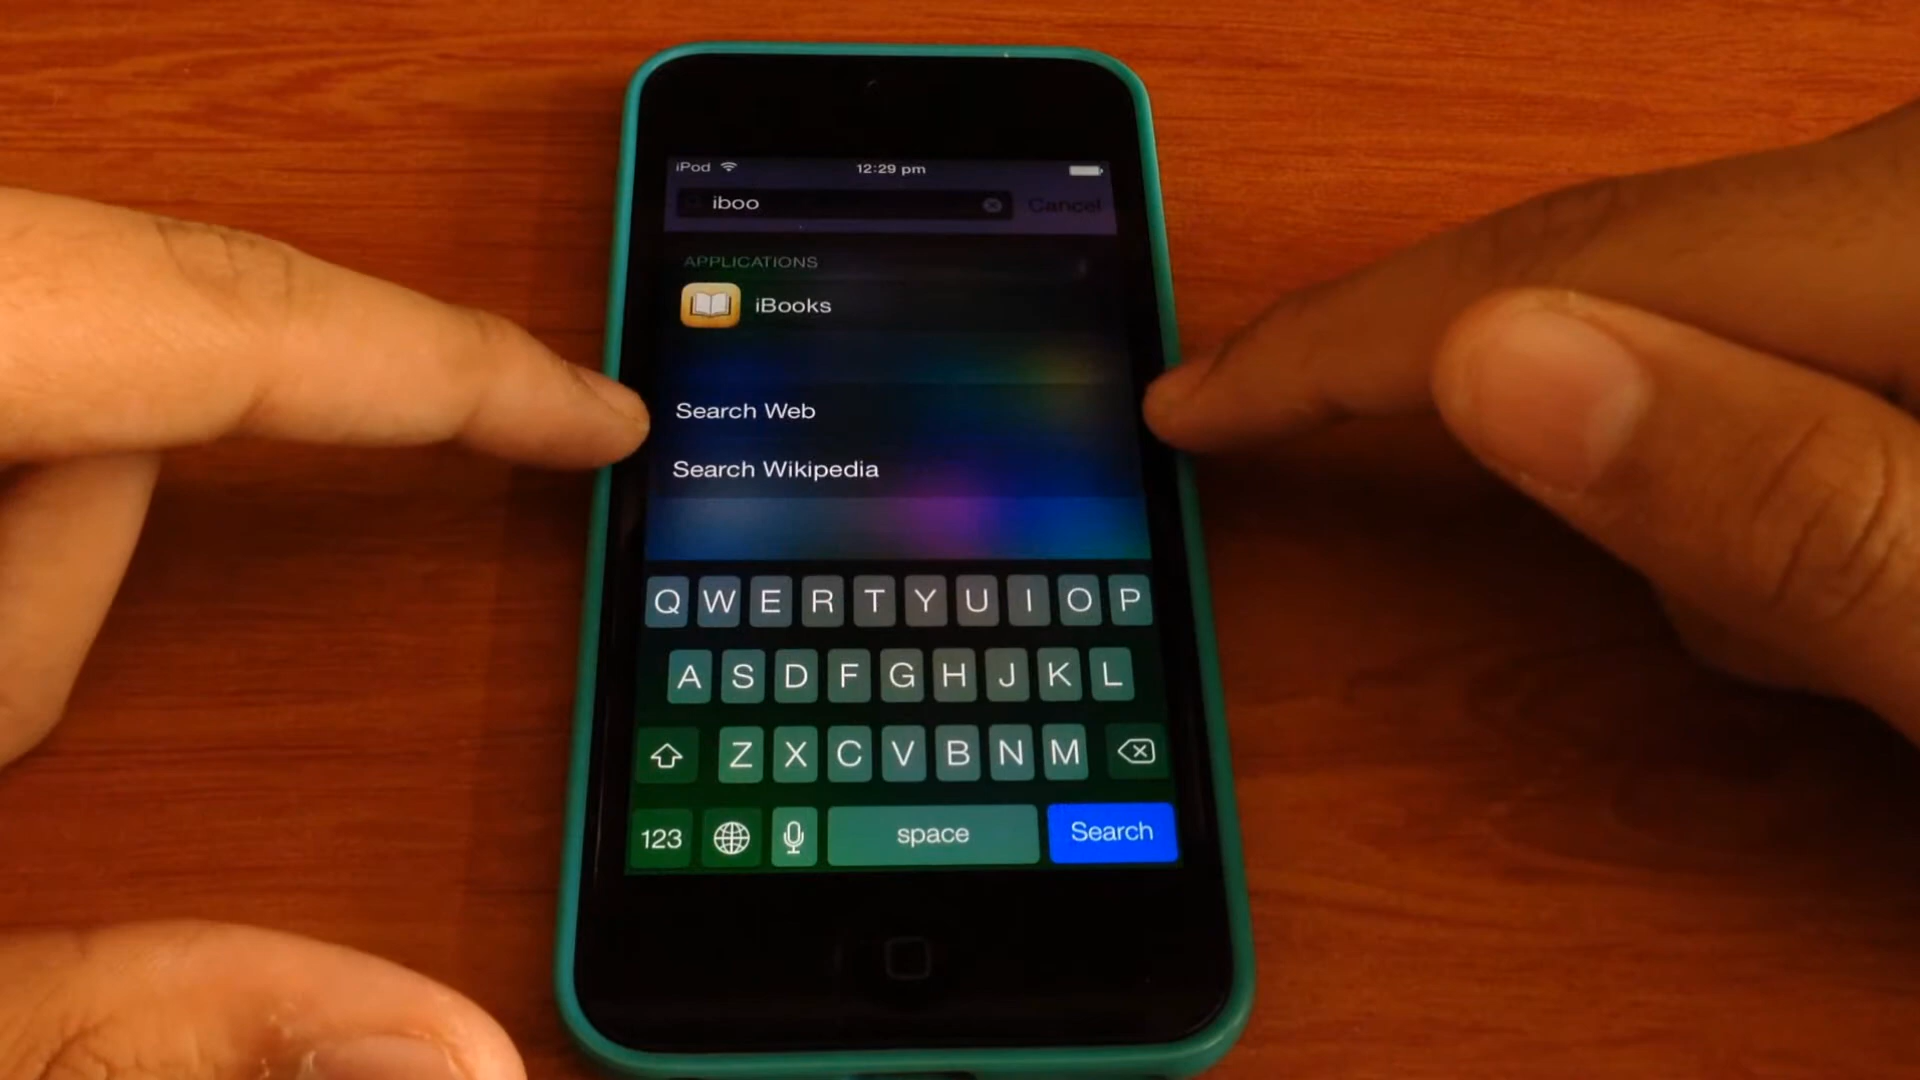 iPod 12:29 pm
iboo Cancel
APPLICATIONS
iBooks
Search Web
Search Wikipedia
Q W E R T Y U I O P
A S D F G H J K L
Z X C V B N M
123 space Search